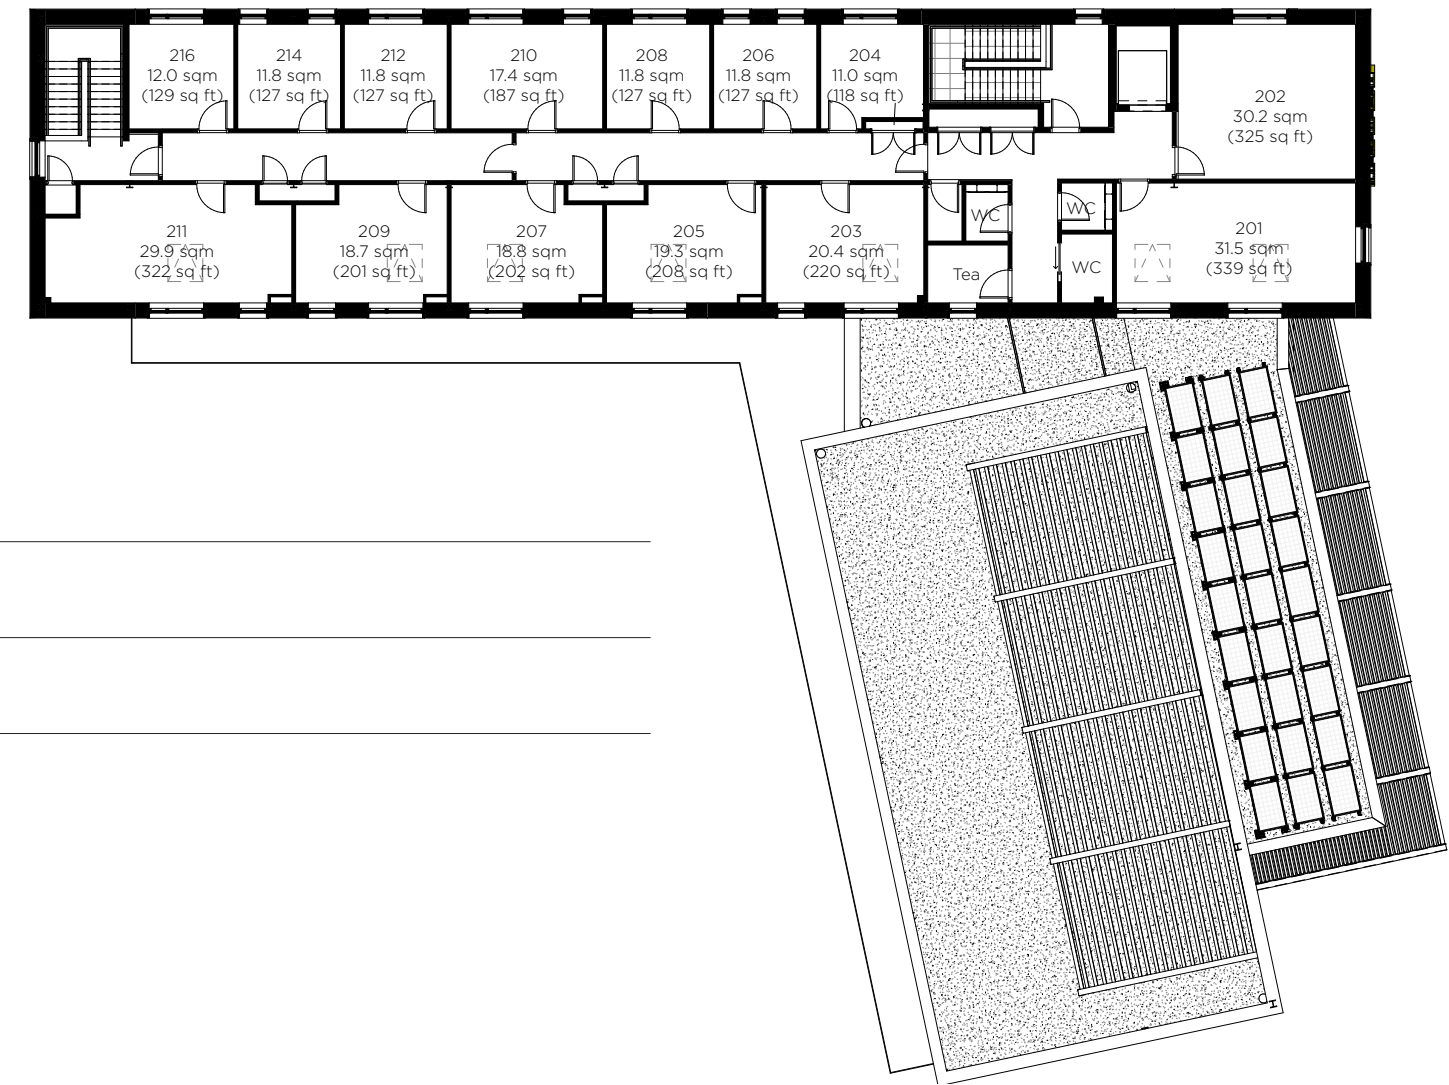 216
12.0 sqm
(129 sq ft)
214
11.8 sqm
(127 sq ft)
212
11.8 sqm
(127 sq ft)
210
17.4 sqm
(187 sq ft)
208
11.8 sqm
(127 sq ft)
206
11.8 sqm
(127 sq ft)
204
11.0 sqm
(118 sq ft)
202
30.2 sqm
(325 sq ft)
211
29.9 sqm
(322 sq ft)
209
18.7 sqm
(201 sq ft)
207
18.8 sqm
(202 sq ft)
205
19.3 sqm
(208 sq ft)
203
20.4 sqm
(220 sq ft)
WC
Tea
WC
WC
201
31.5 sqm
(339 sq ft)